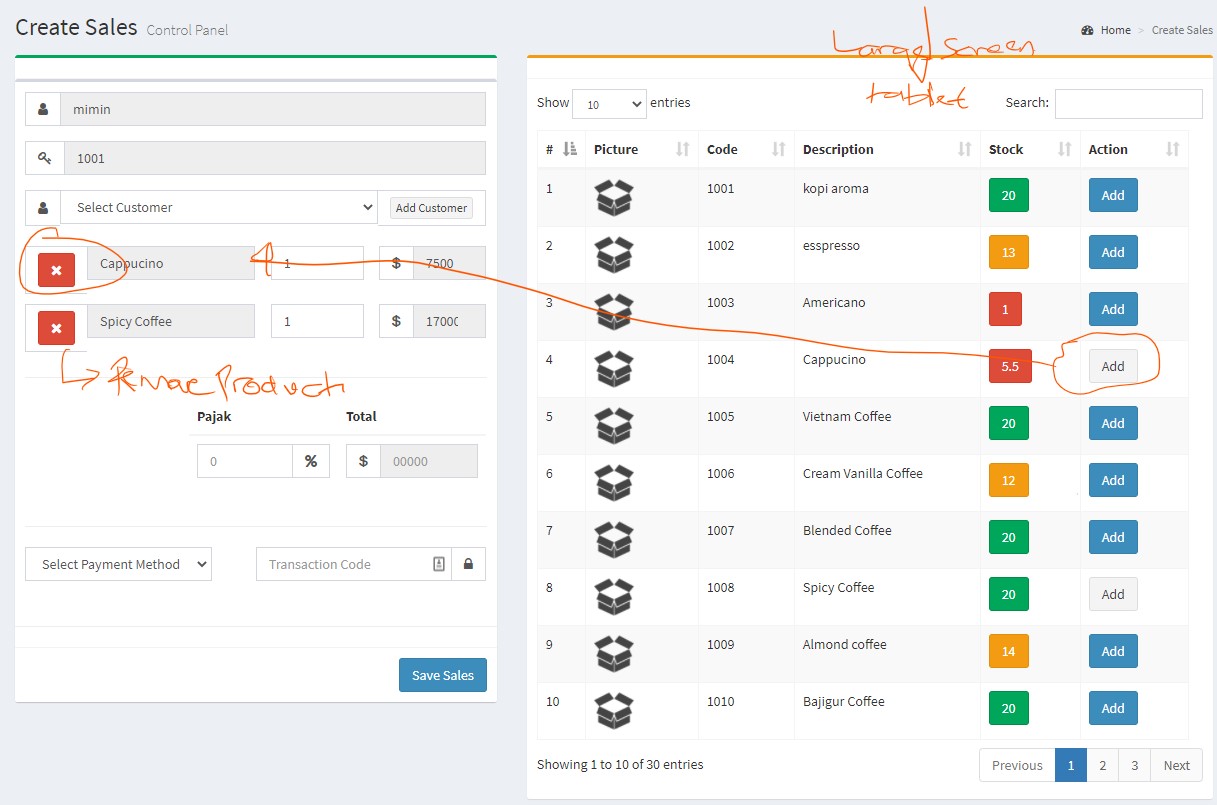 Create Sales Control Panel
Home > Create Sales
Large Screen
tablet
mimin
1001
Select Customer Add Customer
Cappucino 1 $ 7500
Spicy Coffee 1 $ 17000
Product
Pajak Total
0 % $ 00000
Select Payment Method Transaction Code
Save Sales
Show 10 entries Search:
# Picture Code Description Stock Action
1 1001 kopi aroma 20 Add
2 1002 esspresso 13 Add
3 1003 Americano 1 Add
4 1004 Cappucino 5.5 Add
5 1005 Vietnam Coffee 20 Add
6 1006 Cream Vanilla Coffee 12 Add
7 1007 Blended Coffee 20 Add
8 1008 Spicy Coffee 20 Add
9 1009 Almond coffee 14 Add
10 1010 Bajigur Coffee 20 Add
Showing 1 to 10 of 30 entries
Previous 1 2 3 Next